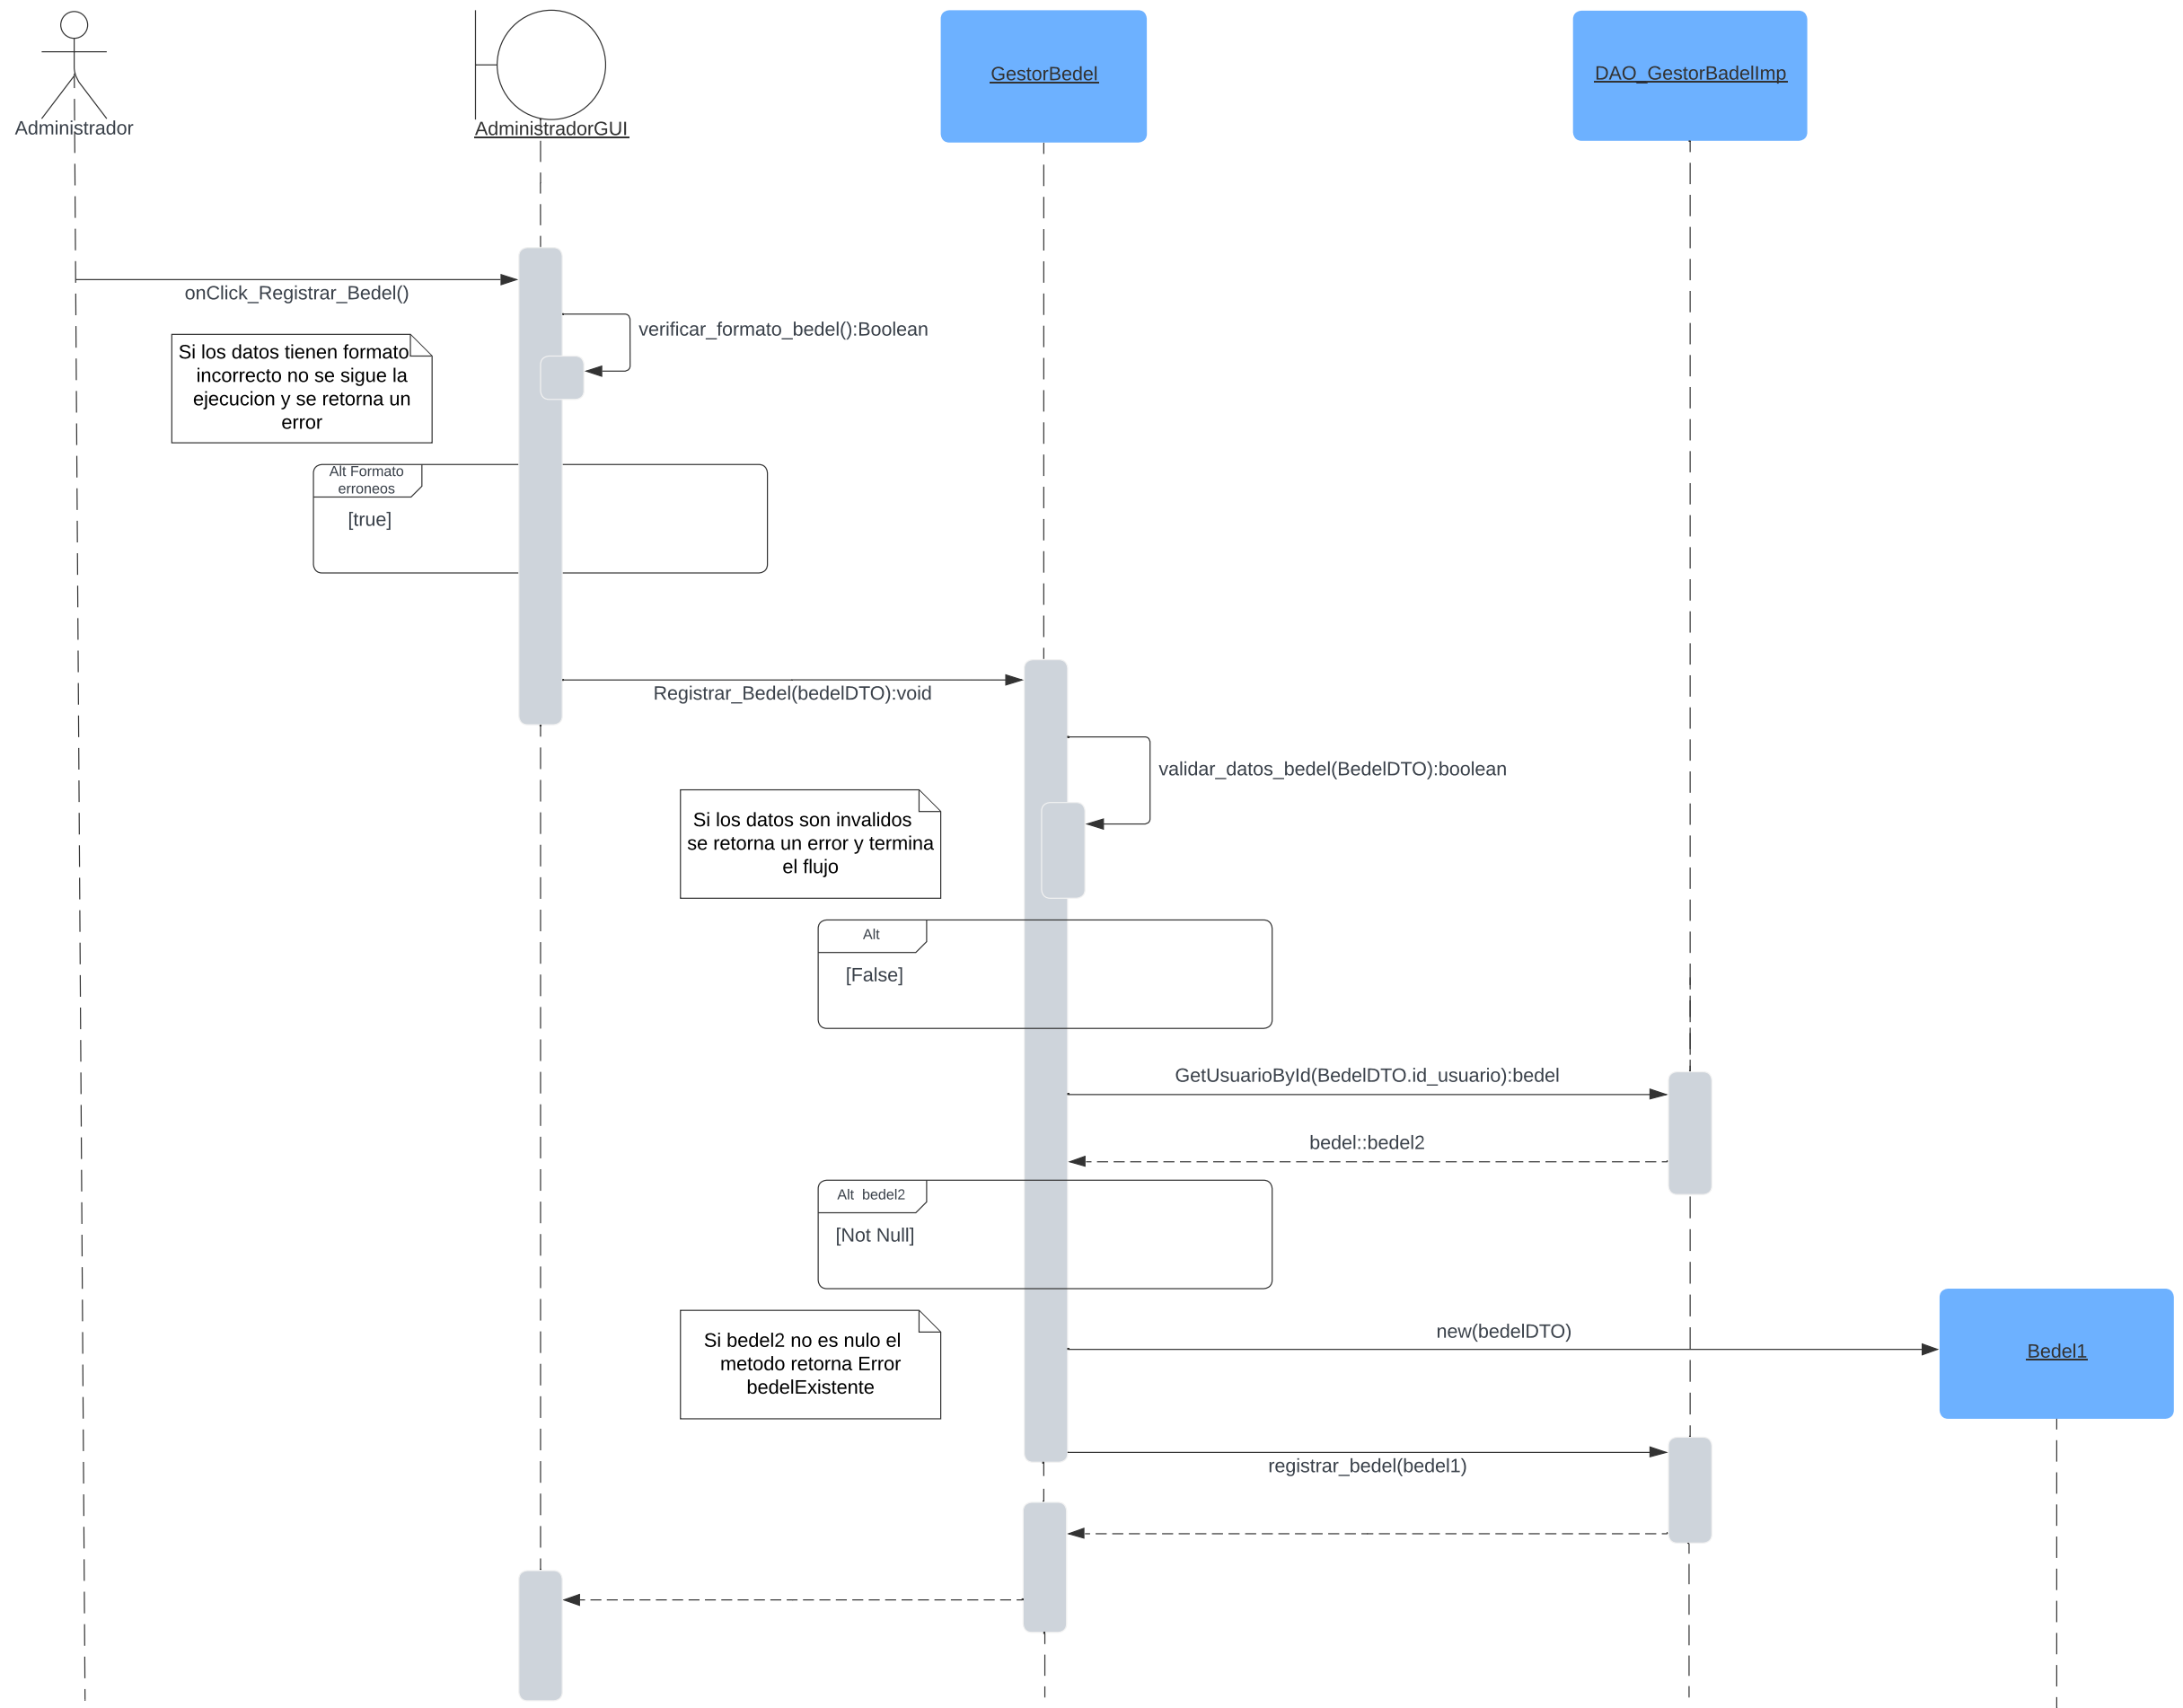 Administrador
AdministradorGUI
GestorBedel
DAO_GestorBadelImp
onClick_Registrar_Bedel()
verificar_formato_bedel():Boolean
Si los datos tienen formato
incorrecto no se sigue la
ejecucion y se retorna un
error
Alt Formato
erroneos
[true]
Registrar_Bedel(bedelDTO):void
validar_datos_bedel(BedelDTO):boolean
Si los datos son invalidos
se retorna un error y termina
el flujo
Alt
[False]
GetUsuarioById(BedelDTO.id_usuario):bedel
bedel::bedel2
Alt bedel2
[Not Null]
Si bedel2 no es nulo el
metodo retorna Error
bedelExistente
new(bedelDTO)
Bedel1
registrar_bedel(bedel1)